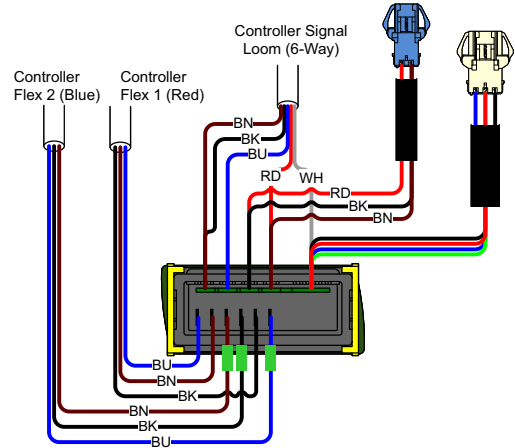 Controller Signal
Loom (6-Way)
Controller
Flex 2 (Blue)
Controller
Flex 1 (Red)
BN
BK
BU
RD
WH
RD
BK
BN
BU
BN
BK
BN
BK
BU